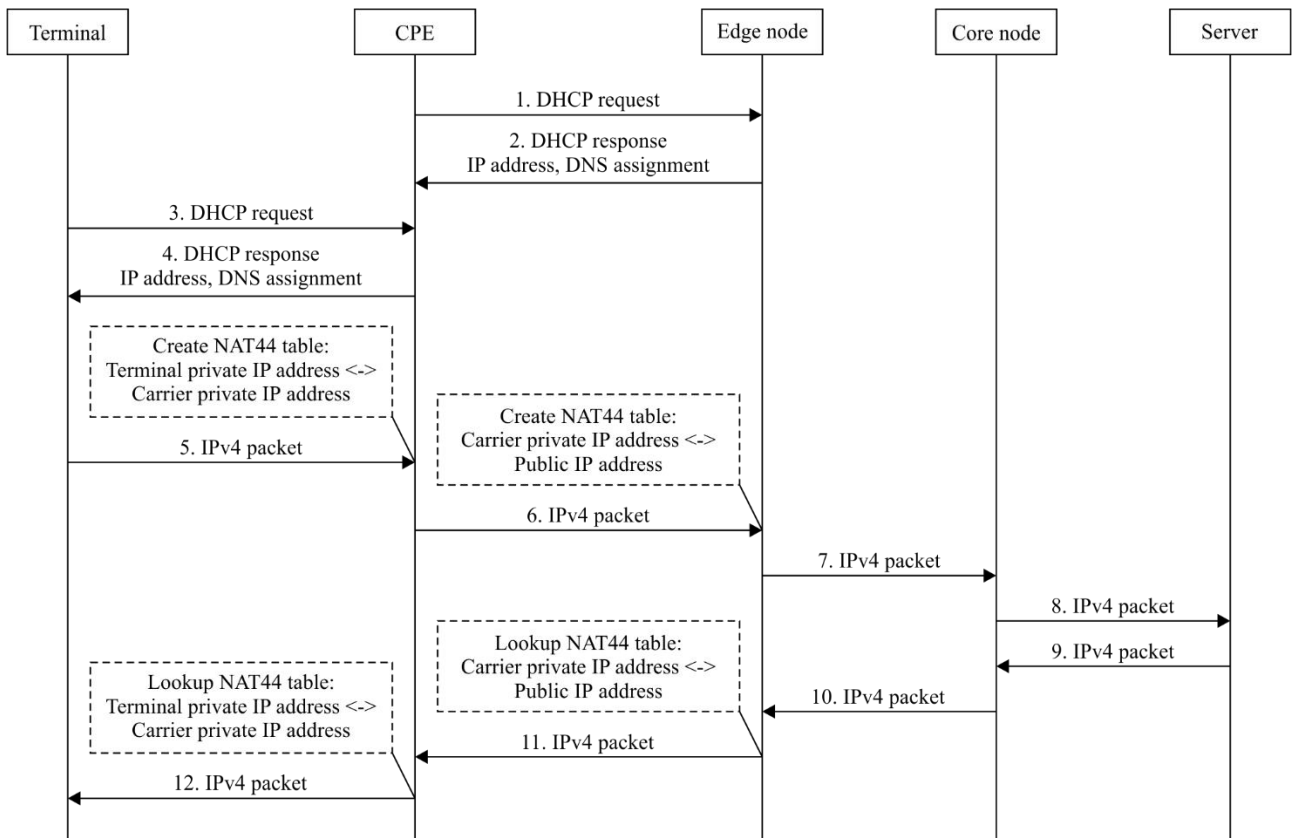 Terminal
CPE
Edge node
Core node
Server
1. DHCP request
2. DHCP response
IP address, DNS assignment
3. DHCP request
4. DHCP response
IP address, DNS assignment
Create NAT44 table:
Terminal private IP address <->
Carrier private IP address
5. IPv4 packet
Create NAT44 table:
Carrier private IP address <->
Public IP address
6. IPv4 packet
7. IPv4 packet
8. IPv4 packet
9. IPv4 packet
10. IPv4 packet
Lookup NAT44 table:
Carrier private IP address <->
Public IP address
11. IPv4 packet
Lookup NAT44 table:
Terminal private IP address <->
Carrier private IP address
12. IPv4 packet